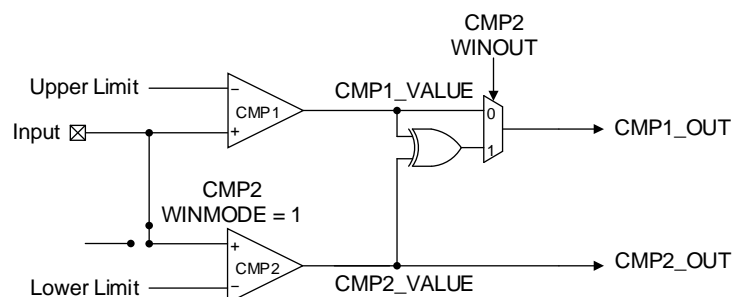 CMP2
WINOUT
Upper Limit
−
CMP1
+
CMP1_VALUE
0
1
CMP1_OUT
Input
CMP2
WINMODE = 1
+
CMP2
−
CMP2_OUT
Lower Limit
CMP2_VALUE